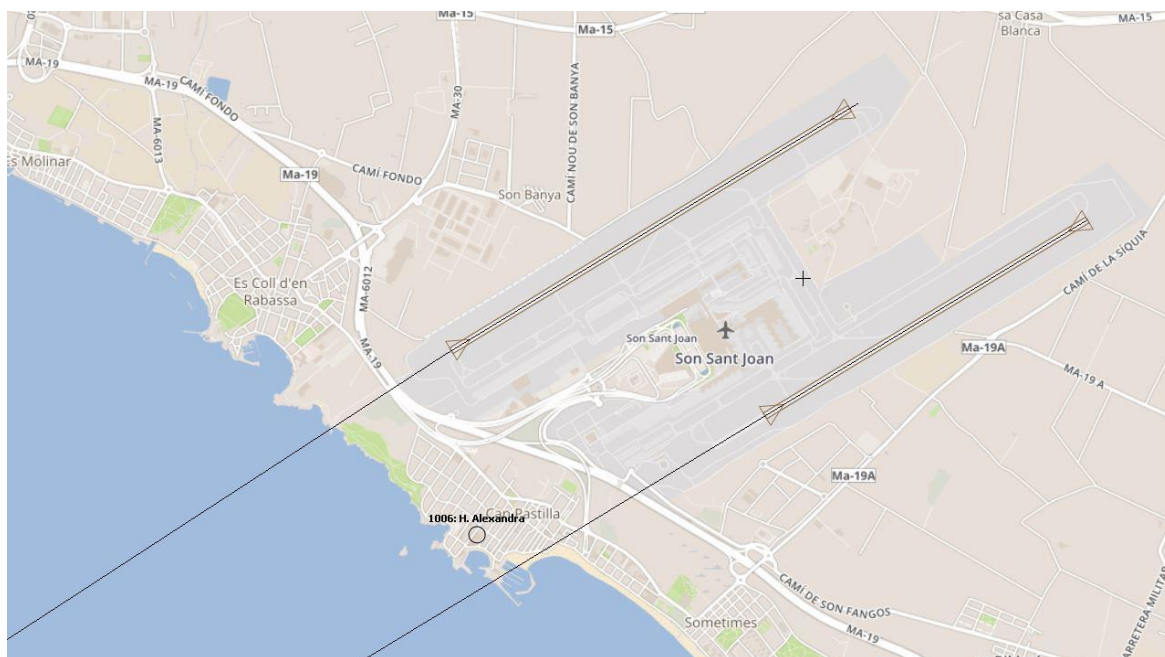 20
MA-15
Ma-15
sa Casa
Blanca
MA-15
MA-19
MA-19
CAMÍ FONDO
MA-30
MA-6013
Es Molinar
Ma-19
CAMÍ FONDO
CAMÍ NOU DE SON BANYA
Son Banya
MA-6012
Es Coll d'en
Rabassa
MA-19
CAMÍ DE LA SÍQUIA
Son Sant Joan
Son Sant Joan
Ma-19A
MA-19 A
Ma-19A
Can Pastilla
1006: H. Alexandra
CAMÍ DE SON FANGOS
Sometimes
MA-19
CARRETERA MILITAR